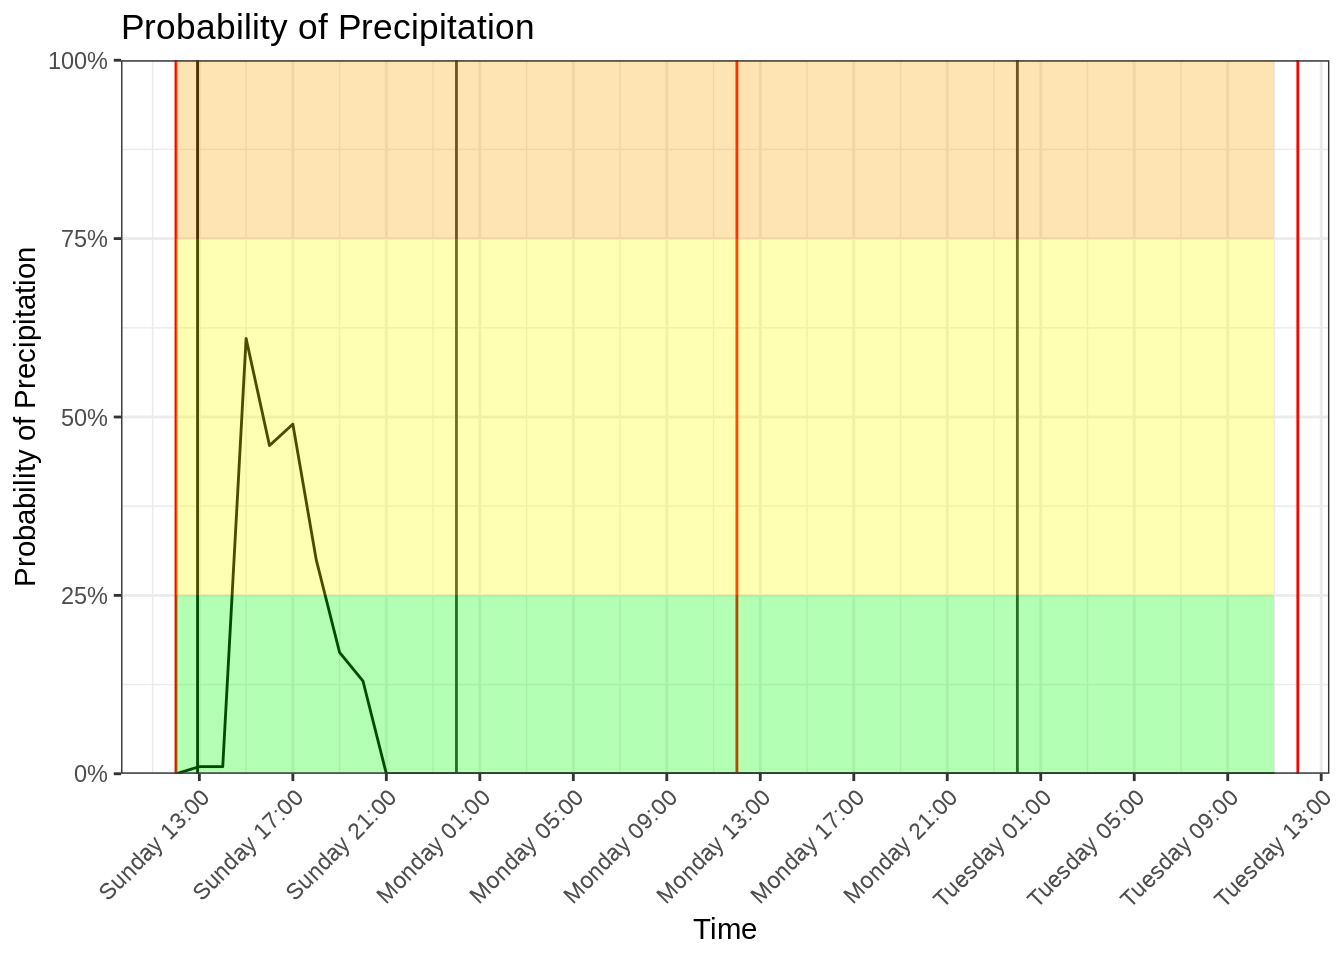 Probability of Precipitation
Probability of Precipitation
100%
75%
50%
25%
0%
Sunday 13:00
Sunday 17:00
Sunday 21:00
Monday 01:00
Monday 05:00
Monday 09:00
Monday 13:00
Monday 17:00
Monday 21:00
Tuesday 01:00
Tuesday 05:00
Tuesday 09:00
Tuesday 13:00
Time